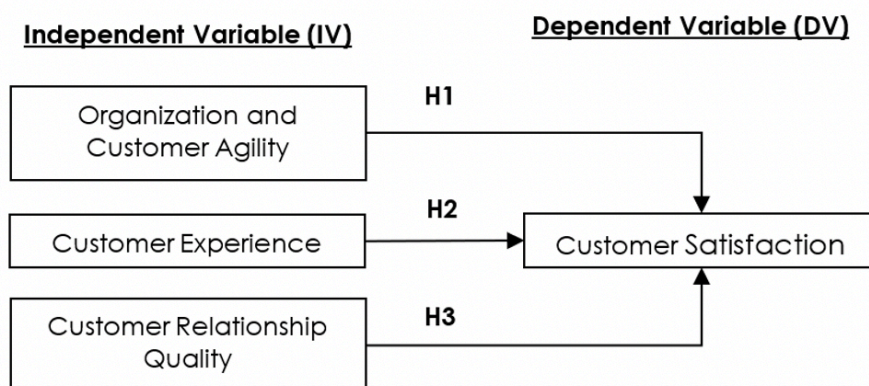 Independent Variable (IV)
Dependent Variable (DV)
H1
Organization and
Customer Agility
H2
Customer Experience
Customer Satisfaction
H3
Customer Relationship
Quality